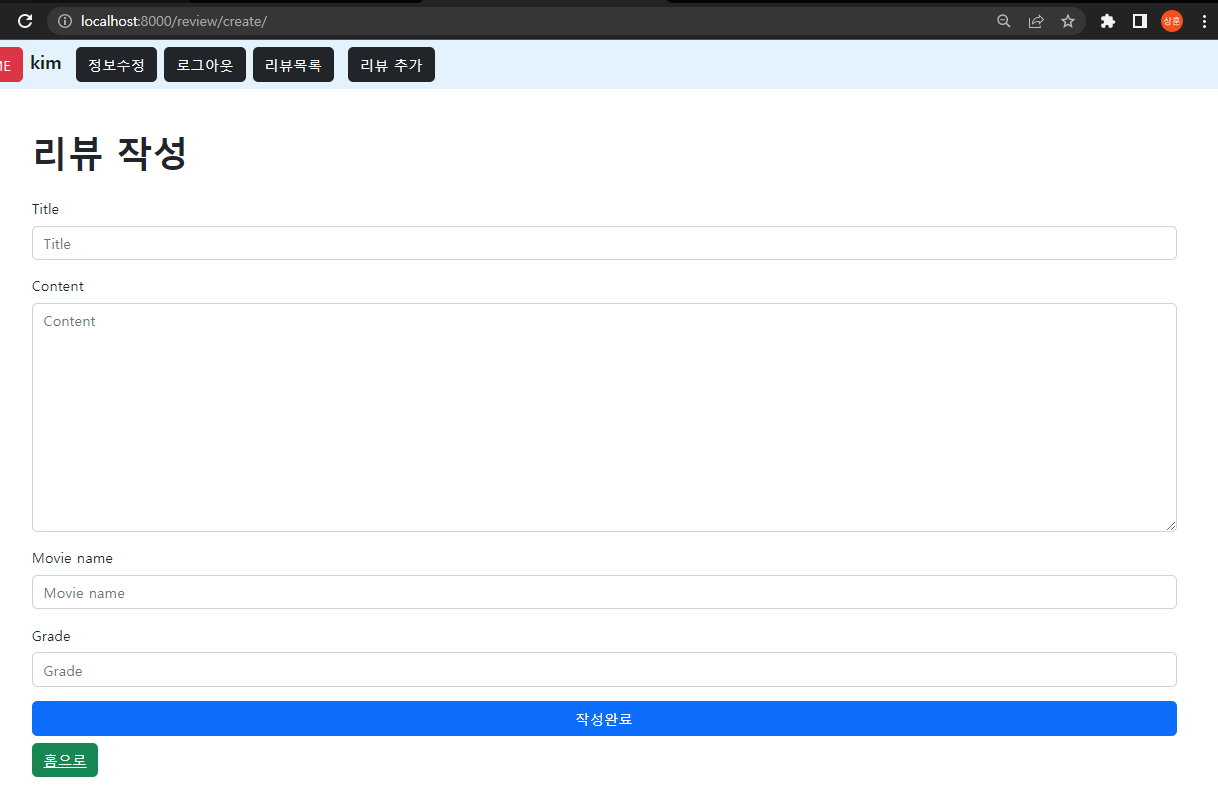 localhost:8000/review/create/
상훈
ME kim 정보수정 로그아웃 리뷰목록 리뷰 추가
리뷰 작성
Title
Title
Content
Content
Movie name
Movie name
Grade
Grade
작성완료
홈으로